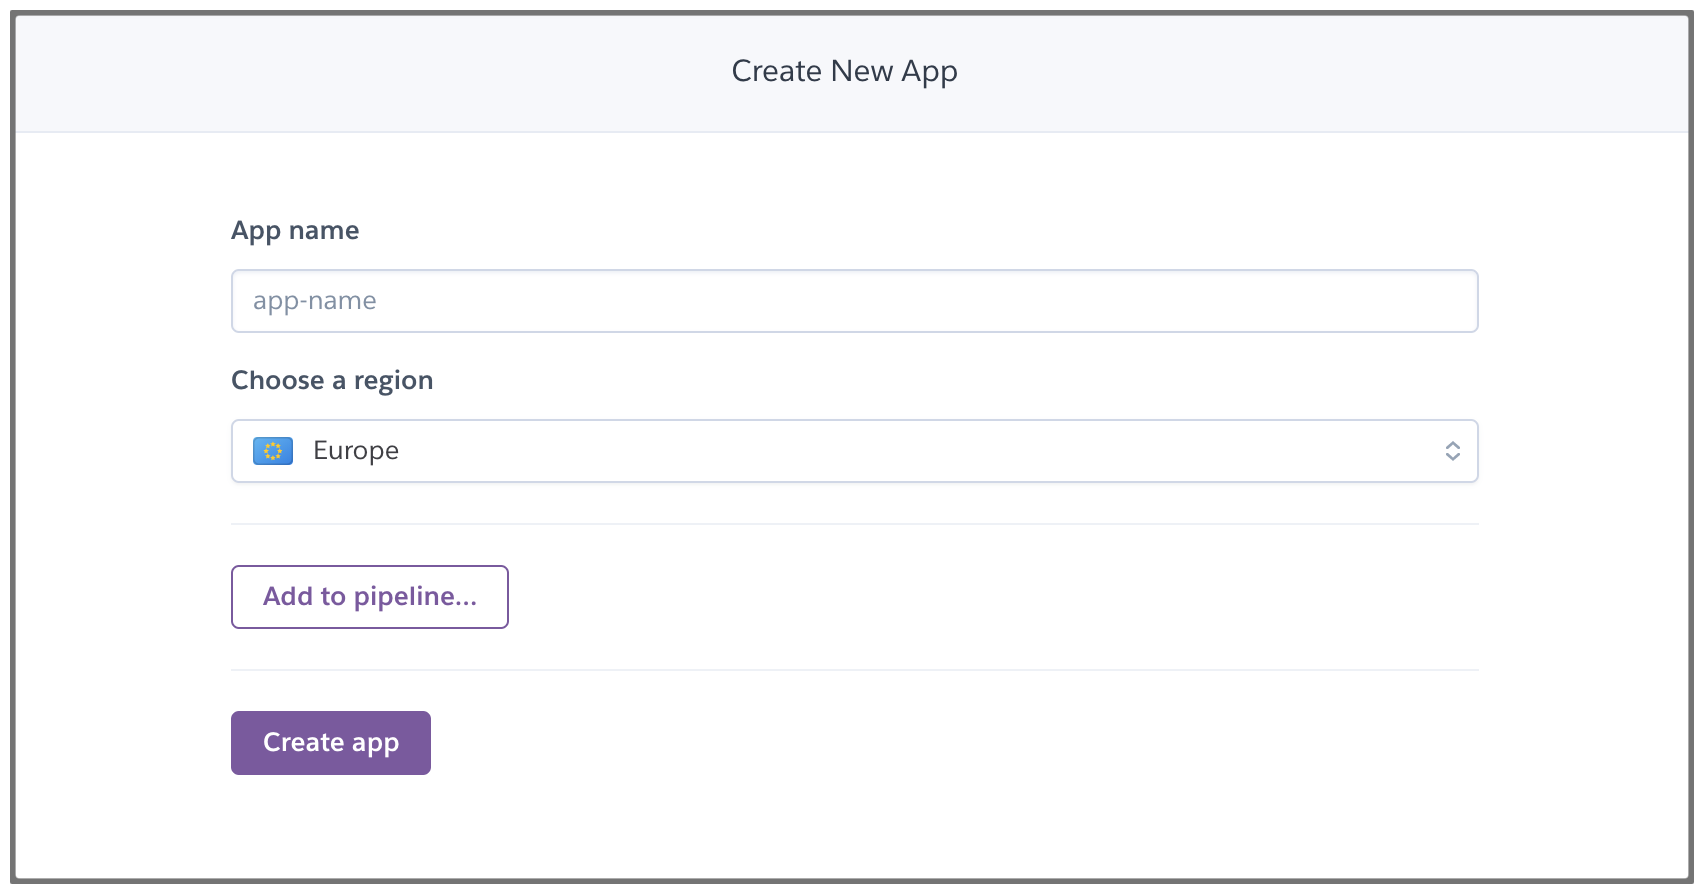 Create New App
App name
app-name
Choose a region
Europe
Add to pipeline...
Create app